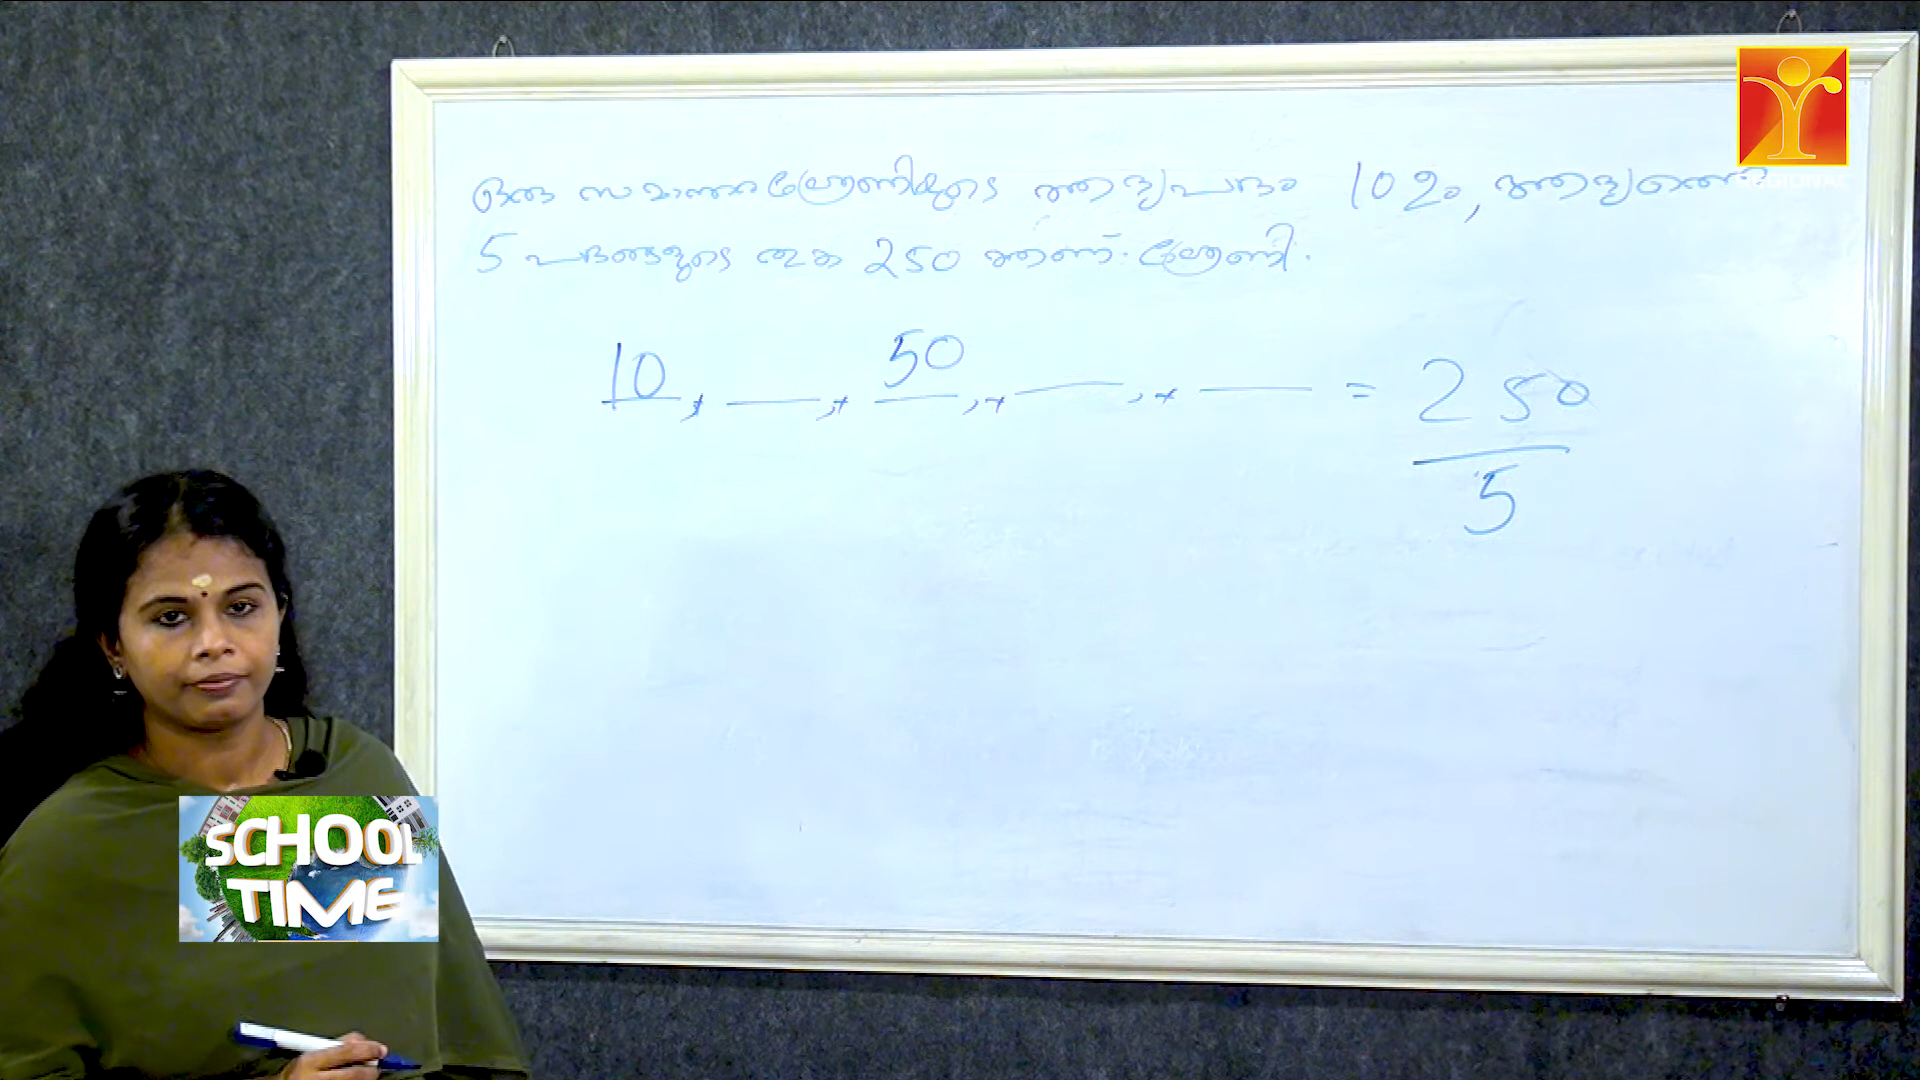 ഒരു സമാന്തരശ്രേണിയുടെ ആദ്യപദം 10 ഉം, ആദ്യത്തെ
5 പദങ്ങളുടെ തുക 250 ആണ്. ശ്രേണി.
10, + ___, + 50, + ___, + ___ = 250
5
SCHOOL
TIME